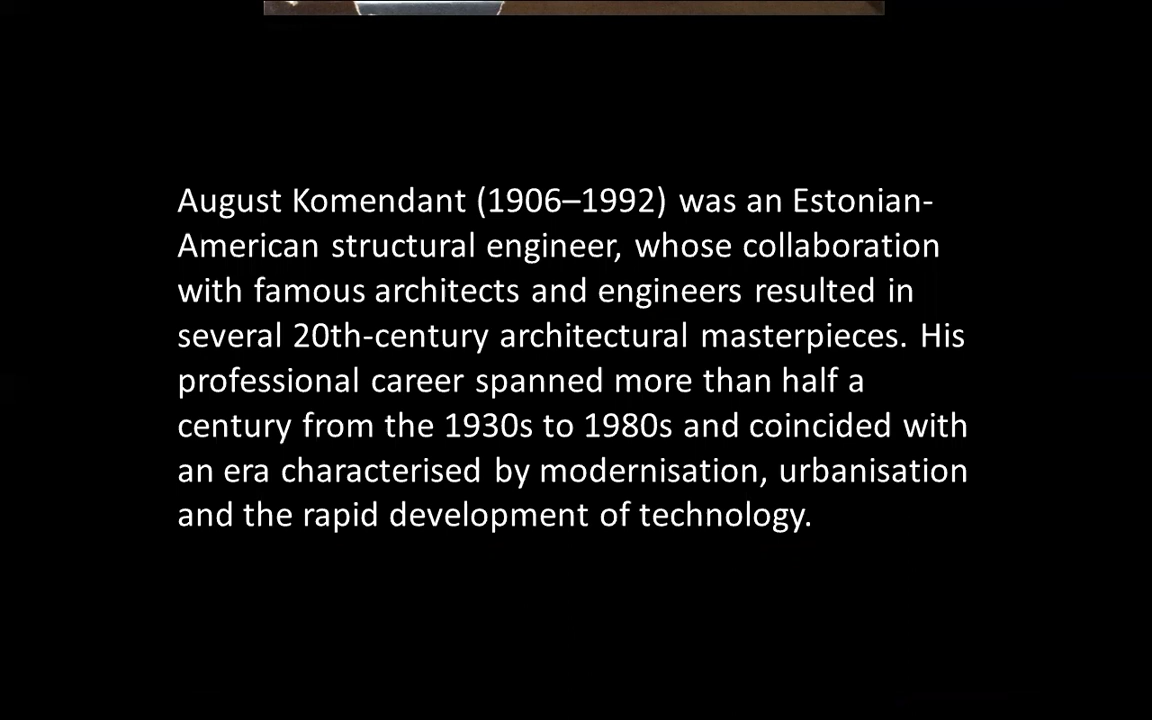 August Komendant (1906–1992) was an Estonian-
American structural engineer, whose collaboration
with famous architects and engineers resulted in
several 20th-century architectural masterpieces. His
professional career spanned more than half a
century from the 1930s to 1980s and coincided with
an era characterised by modernisation, urbanisation
and the rapid development of technology.